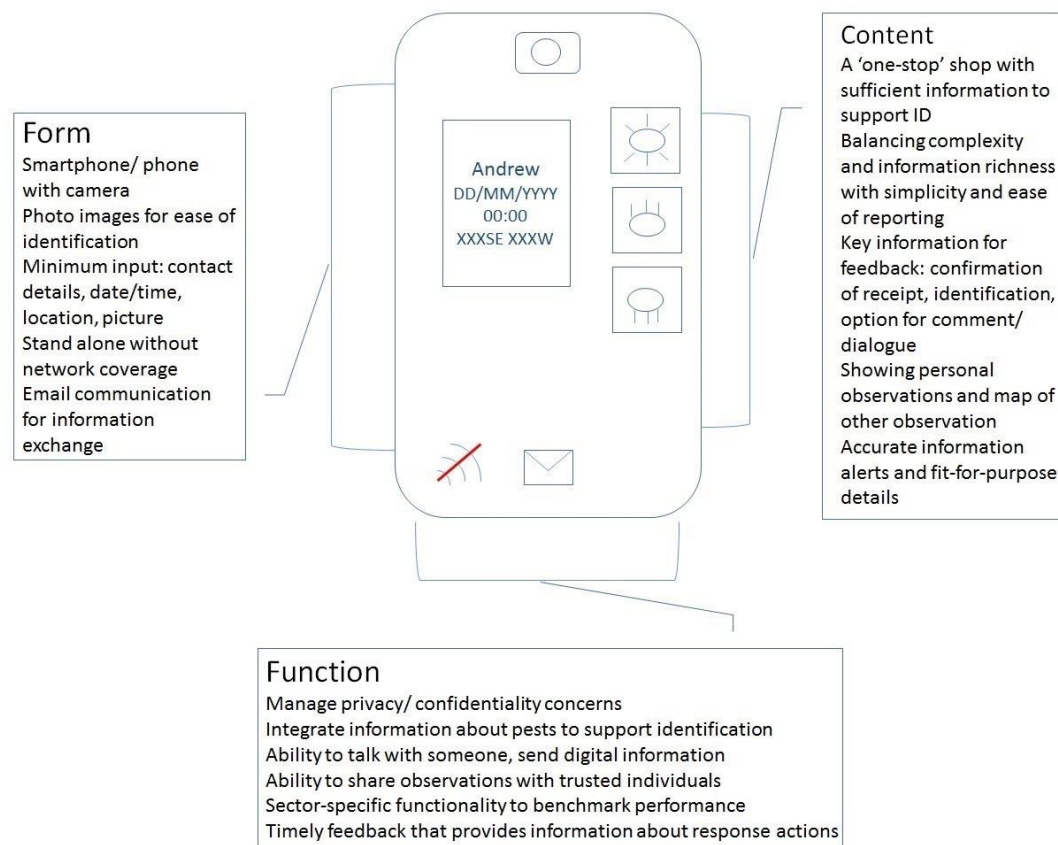 Form
Smartphone/ phone
with camera
Photo images for ease of
identification
Minimum input: contact
details, date/time,
location, picture
Stand alone without
network coverage
Email communication
for information
exchange
Andrew
DD/MM/YYYY
00:00
XXXSE XXXW
Content
A ‘one-stop’ shop with
sufficient information to
support ID
Balancing complexity
and information richness
with simplicity and ease
of reporting
Key information for
feedback: confirmation
of receipt, identification,
option for comment/
dialogue
Showing personal
observations and map of
other observation
Accurate information
alerts and fit-for-purpose
details
Function
Manage privacy/ confidentiality concerns
Integrate information about pests to support identification
Ability to talk with someone, send digital information
Ability to share observations with trusted individuals
Sector-specific functionality to benchmark performance
Timely feedback that provides information about response actions